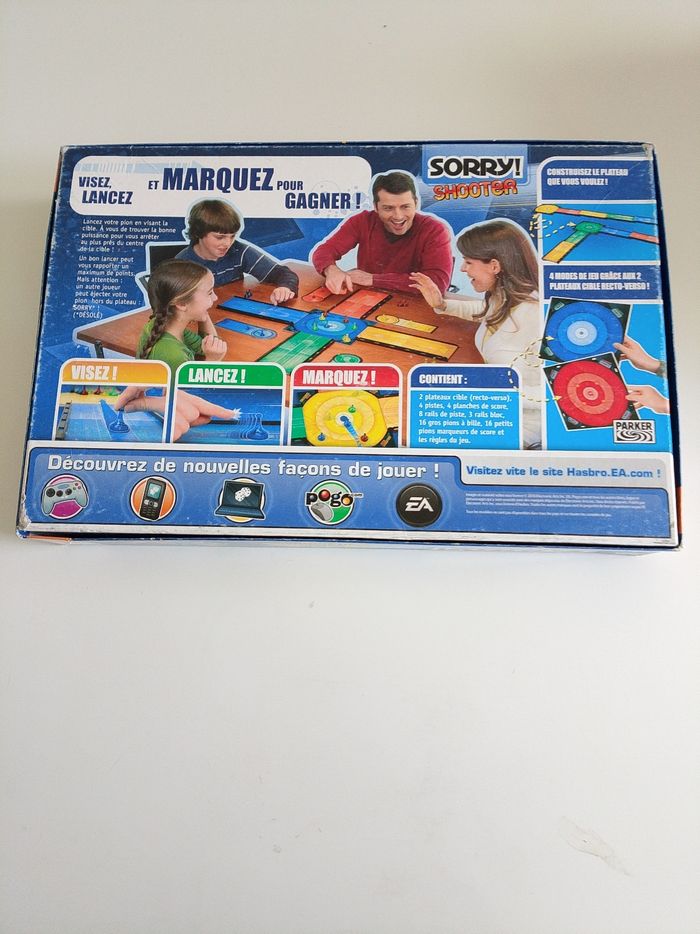 VISEZ,
LANCEZ
ET MARQUEZ POUR
GAGNER !
Lancez votre pion en visant la
cible. À vous de trouver la bonne
puissance pour vous arrêter
au plus près du centre
de la cible !
Un bon lancer peut
vous rapporter un
maximum de points.
Mais attention :
un autre joueur
peut éjecter votre
pion hors du plateau :
SORRY* !
(*DÉSOLÉ)
SORRY!
SHOOTER
CONSTRUISEZ LE PLATEAU
QUE VOUS VOULEZ !
4 MODES DE JEU GRÂCE AUX 2
PLATEAUX CIBLE RECTO-VERSO !
VISEZ !
LANCEZ !
MARQUEZ !
CONTIENT :
2 plateaux cible (recto-verso),
4 pistes, 4 planches de score,
8 rails de piste, 3 rails bloc,
16 gros pions à bille, 16 petits
pions marqueurs de score et
les règles du jeu.
PARKER
Découvrez de nouvelles façons de jouer !
Visitez vite le site Hasbro.EA.com !
pogo.com
EA